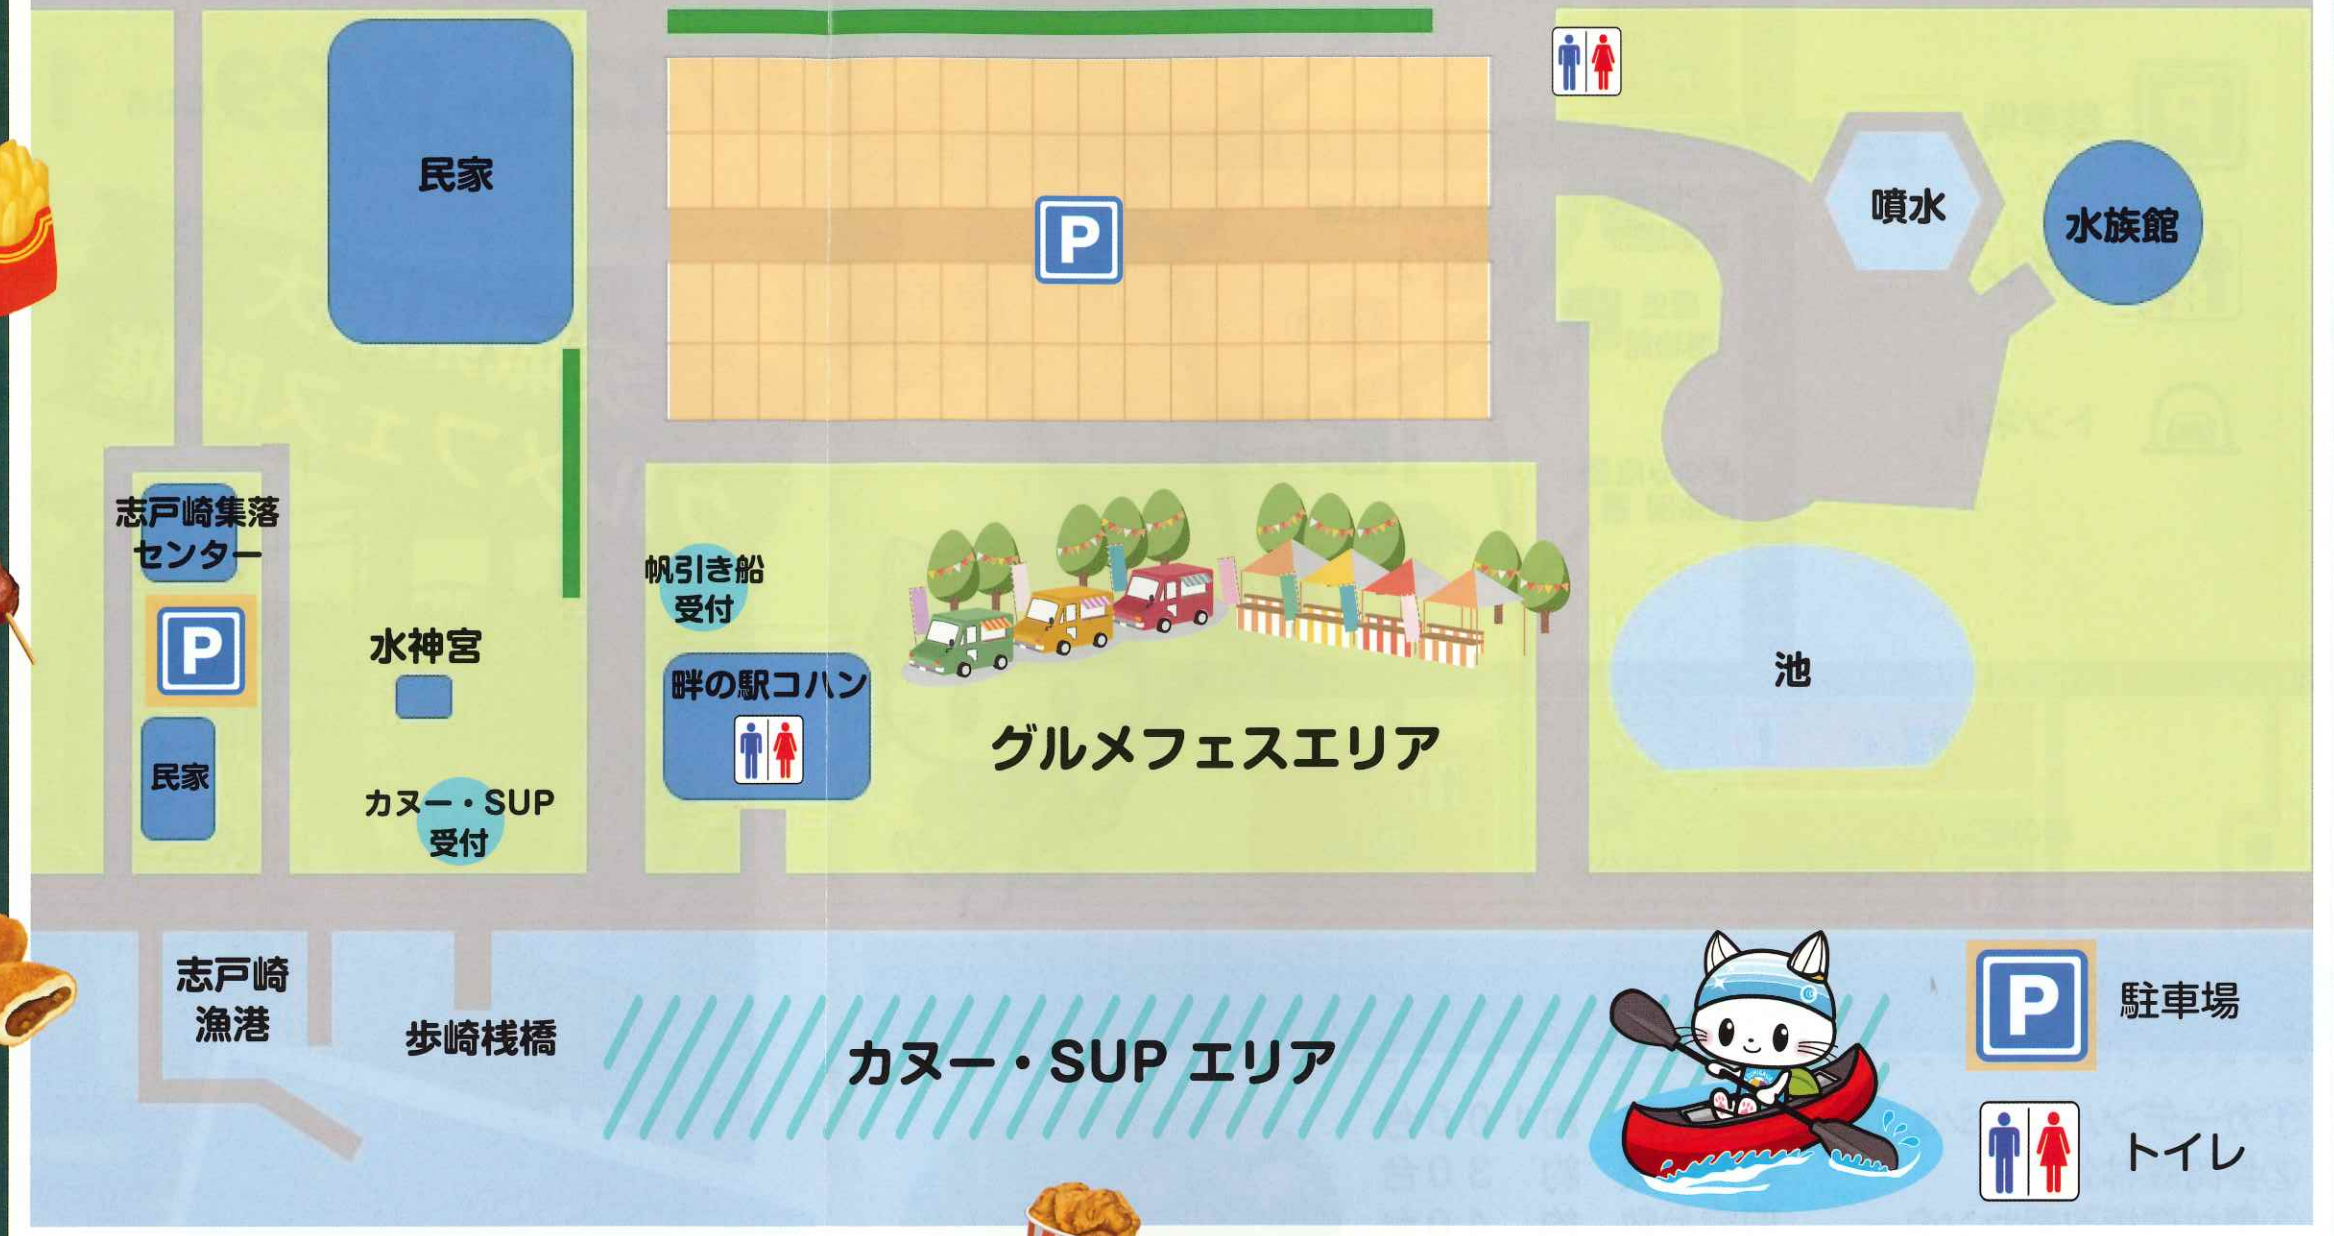 民家
P
噴水
水族館
志戸崎集落
センター
P
民家
水神宮
カヌー・SUP
受付
帆引き船
受付
畔の駅コハン
グルメフェスエリア
池
志戸崎
漁港
歩崎桟橋
カヌー・SUP エリア
P
駐車場
トイレ